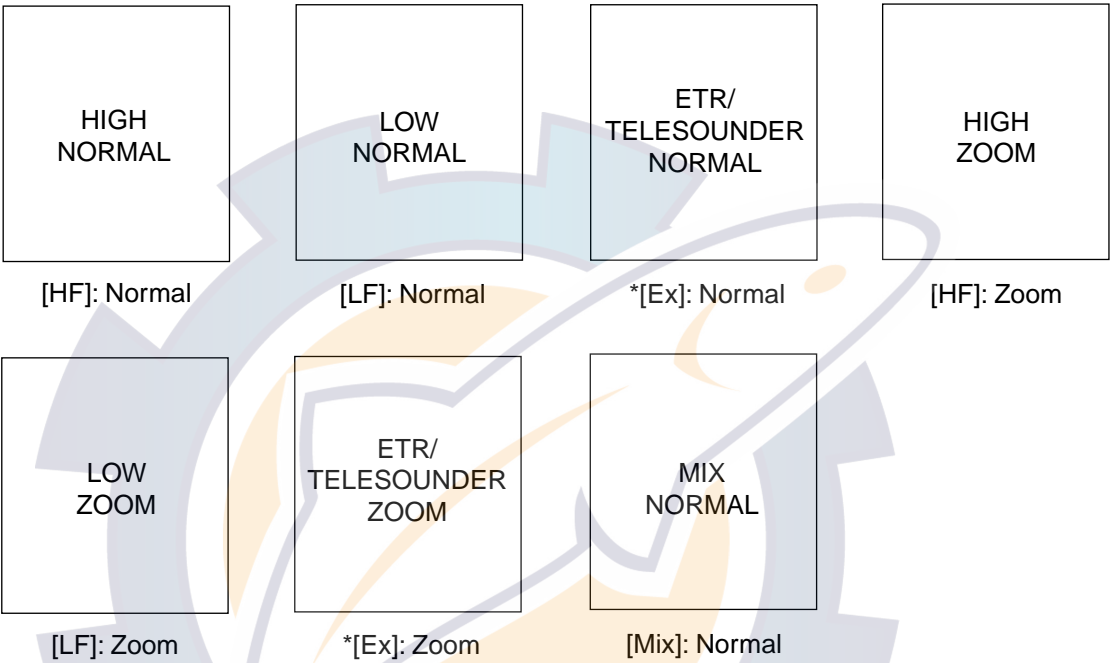 HIGH
NORMAL
LOW
NORMAL
ETR/
TELESOUNDER
NORMAL
HIGH
ZOOM
[HF]: Normal
[LF]: Normal
*[Ex]: Normal
[HF]: Zoom
LOW
ZOOM
ETR/
TELESOUNDER
ZOOM
MIX
NORMAL
[LF]: Zoom
*[Ex]: Zoom
[Mix]: Normal